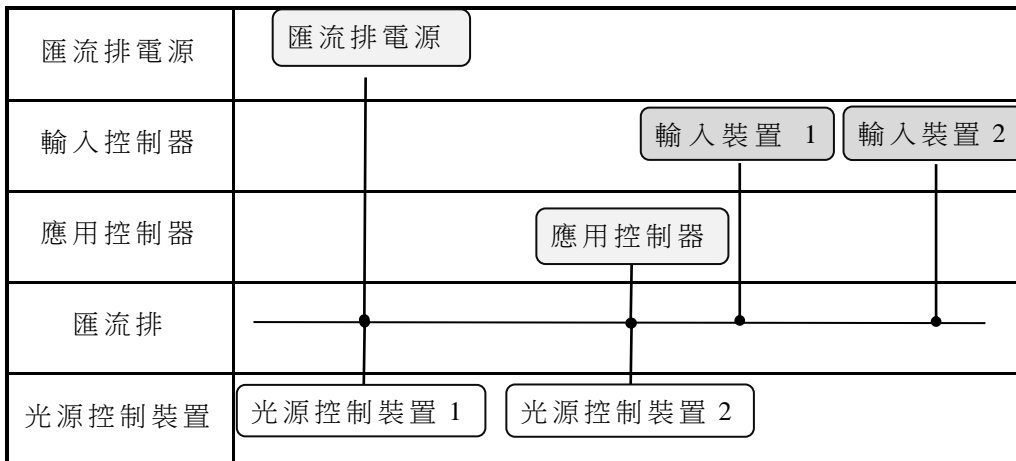 匯流排電源
匯流排電源
輸入控制器
輸入裝置 1
輸入裝置 2
應用控制器
應用控制器
匯流排
光源控制裝置
光源控制裝置 1
光源控制裝置 2